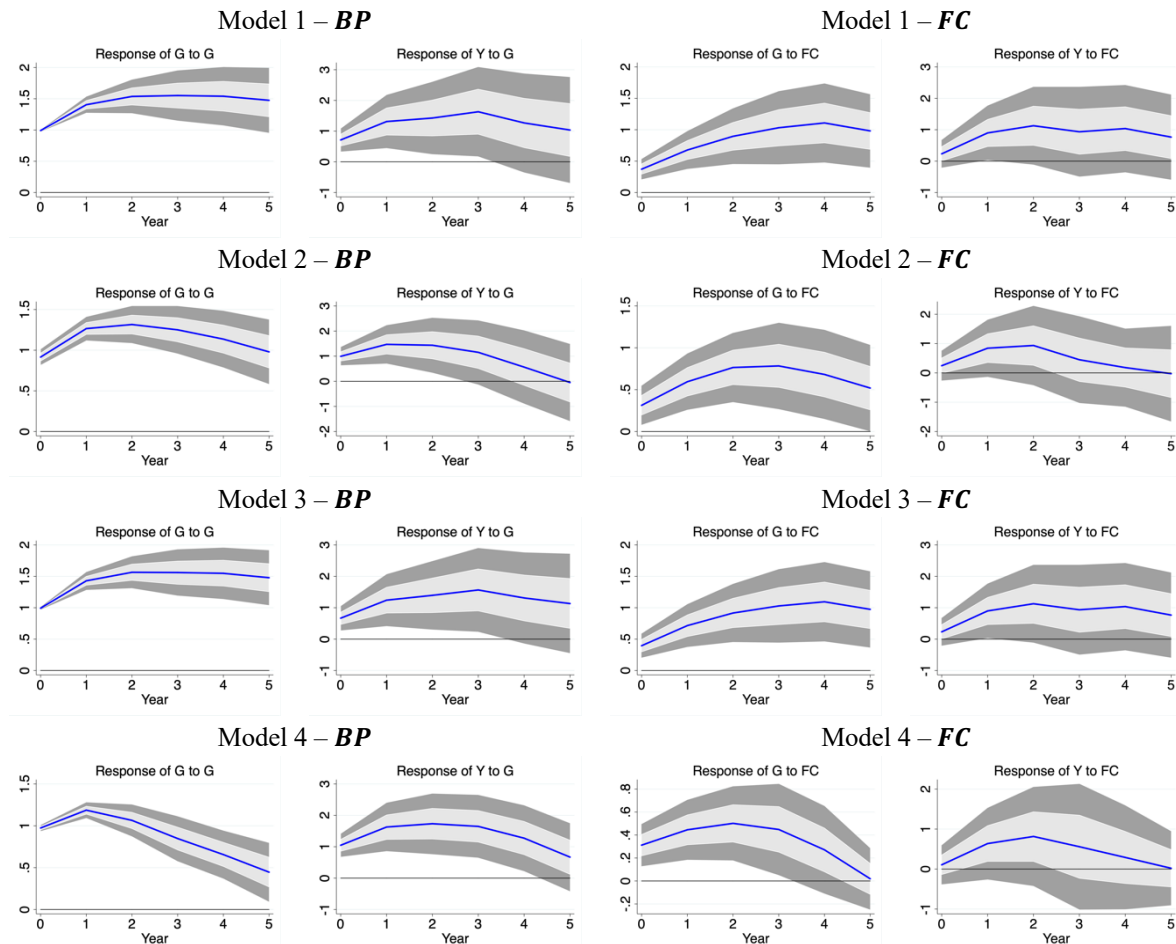 Model 1 – BP
Model 1 – FC
Response of G to G
Response of Y to G
Response of G to FC
Response of Y to FC
2
1.5
1
.5
0
3
2
1
0
-1
2
1.5
1
.5
0
3
2
1
0
-1
0 1 2 3 4 5
0 1 2 3 4 5
0 1 2 3 4 5
0 1 2 3 4 5
Year
Year
Year
Year
Model 2 – BP
Model 2 – FC
Response of G to G
Response of Y to G
Response of G to FC
Response of Y to FC
1.5
1
.5
0
3
2
1
0
-1
-2
1.5
1
.5
0
2
1
0
-1
-2
0 1 2 3 4 5
0 1 2 3 4 5
0 1 2 3 4 5
0 1 2 3 4 5
Year
Year
Year
Year
Model 3 – BP
Model 3 – FC
Response of G to G
Response of Y to G
Response of G to FC
Response of Y to FC
2
1.5
1
.5
0
3
2
1
0
-1
2
1.5
1
.5
0
3
2
1
0
-1
0 1 2 3 4 5
0 1 2 3 4 5
0 1 2 3 4 5
0 1 2 3 4 5
Year
Year
Year
Year
Model 4 – BP
Model 4 – FC
Response of G to G
Response of Y to G
Response of G to FC
Response of Y to FC
1.5
1
.5
0
3
2
1
0
-1
.8
.6
.4
.2
0
-.2
2
1
0
-1
0 1 2 3 4 5
0 1 2 3 4 5
0 1 2 3 4 5
0 1 2 3 4 5
Year
Year
Year
Year